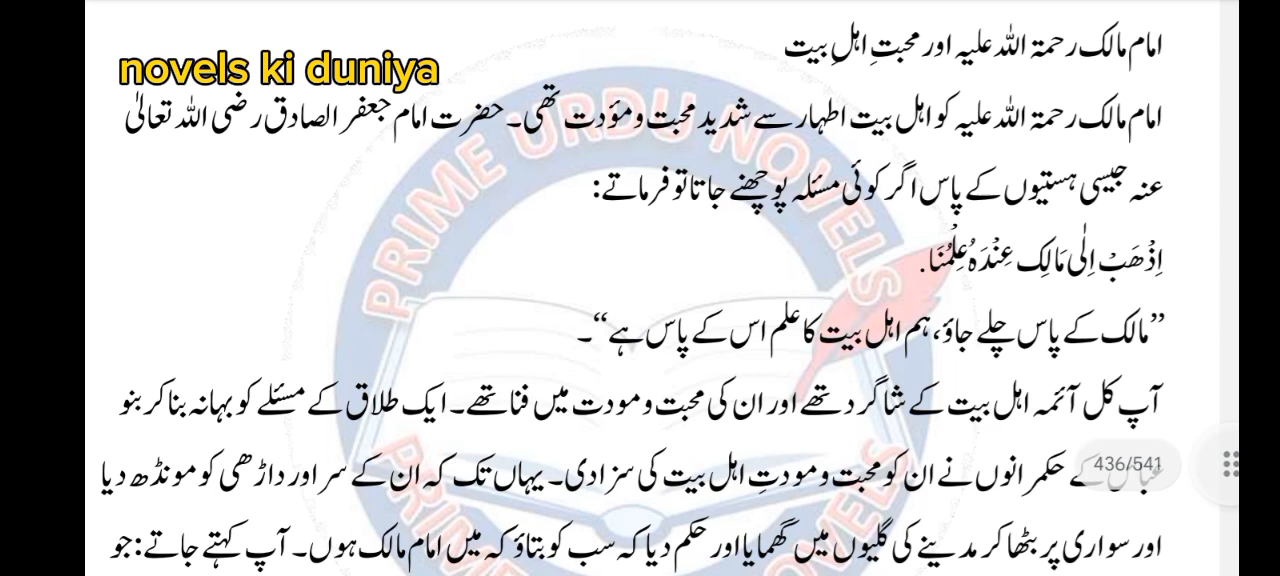 امام مالک رحمۃ اللہ علیہ اور محبتِ اہلِ بیت
novels ki duniya
امام مالک رحمۃ اللہ علیہ کو اہل بیت اطہار سے شدید محبت و مؤدت تھی۔ حضرت امام جعفر الصادق رضی اللہ تعالیٰ
عنہ جیسی ہستیوں کے پاس اگر کوئی مسئلہ پوچھنے جاتا تو فرماتے:
اِذْهَبْ اِلٰی مَالِک عِنْدَهُ عِلْمُنَا.
”مالک کے پاس چلے جاؤ، ہم اہل بیت کا علم اس کے پاس ہے“۔
آپ کل آئمہ اہل بیت کے شاگرد تھے اور ان کی محبت و مودت میں فنا تھے۔ ایک طلاق کے مسئلے کو بہانہ بنا کر بنو
عباس کے حکمرانوں نے ان کو محبت و مودتِ اہل بیت کی سزا دی۔ یہاں تک کہ ان کے سر اور داڑھی کو مونڈھ دیا
436/541
اور سواری پر بٹھا کر مدینے کی گلیوں میں گھمایا اور حکم دیا کہ سب کو بتاؤ کہ میں امام مالک ہوں۔ آپ کہتے جاتے: جو
PRIME URDU NOVELS
PRIME
NOVELS